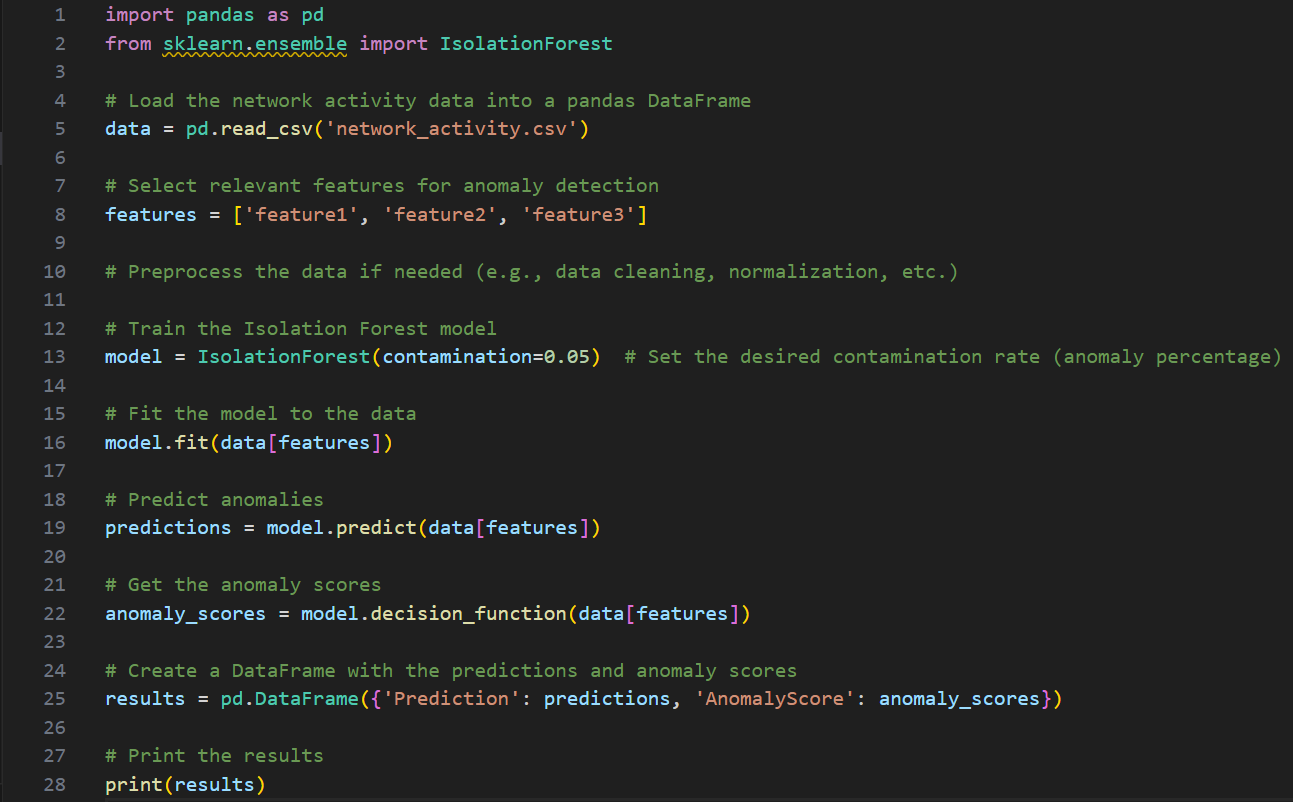 1 import pandas as pd
2 from sklearn.ensemble import IsolationForest
3
4 # Load the network activity data into a pandas DataFrame
5 data = pd.read_csv('network_activity.csv')
6
7 # Select relevant features for anomaly detection
8 features = ['feature1', 'feature2', 'feature3']
9
10 # Preprocess the data if needed (e.g., data cleaning, normalization, etc.)
11
12 # Train the Isolation Forest model
13 model = IsolationForest(contamination=0.05)  # Set the desired contamination rate (anomaly percentage)
14
15 # Fit the model to the data
16 model.fit(data[features])
17
18 # Predict anomalies
19 predictions = model.predict(data[features])
20
21 # Get the anomaly scores
22 anomaly_scores = model.decision_function(data[features])
23
24 # Create a DataFrame with the predictions and anomaly scores
25 results = pd.DataFrame({'Prediction': predictions, 'AnomalyScore': anomaly_scores})
26
27 # Print the results
28 print(results)